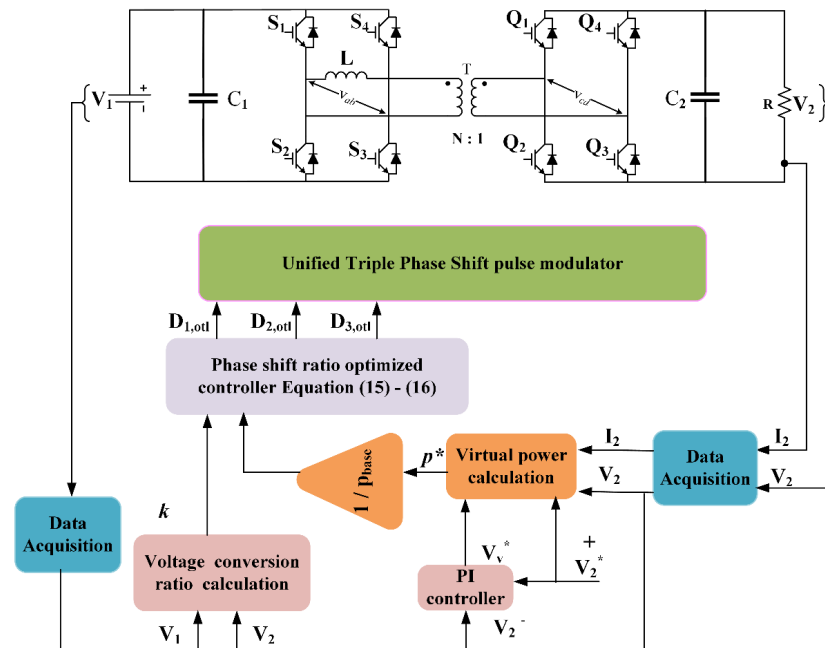 S1
S4
Q1
Q4
L
T
V1
+
-
C1
vab
vcd
C2
R
V2
N : 1
S2
S3
Q2
Q3
Unified Triple Phase Shift pulse modulator
D1,otl
D2,otl
D3,otl
Phase shift ratio optimized
controller Equation (15) - (16)
1 / pbase
p*
Virtual power
calculation
I2
V2
Data
Acquisition
I2
V2
Data
Acquisition
k
Voltage conversion
ratio calculation
Vv*
+
V2*
PI
controller
V1
V2
V2 -